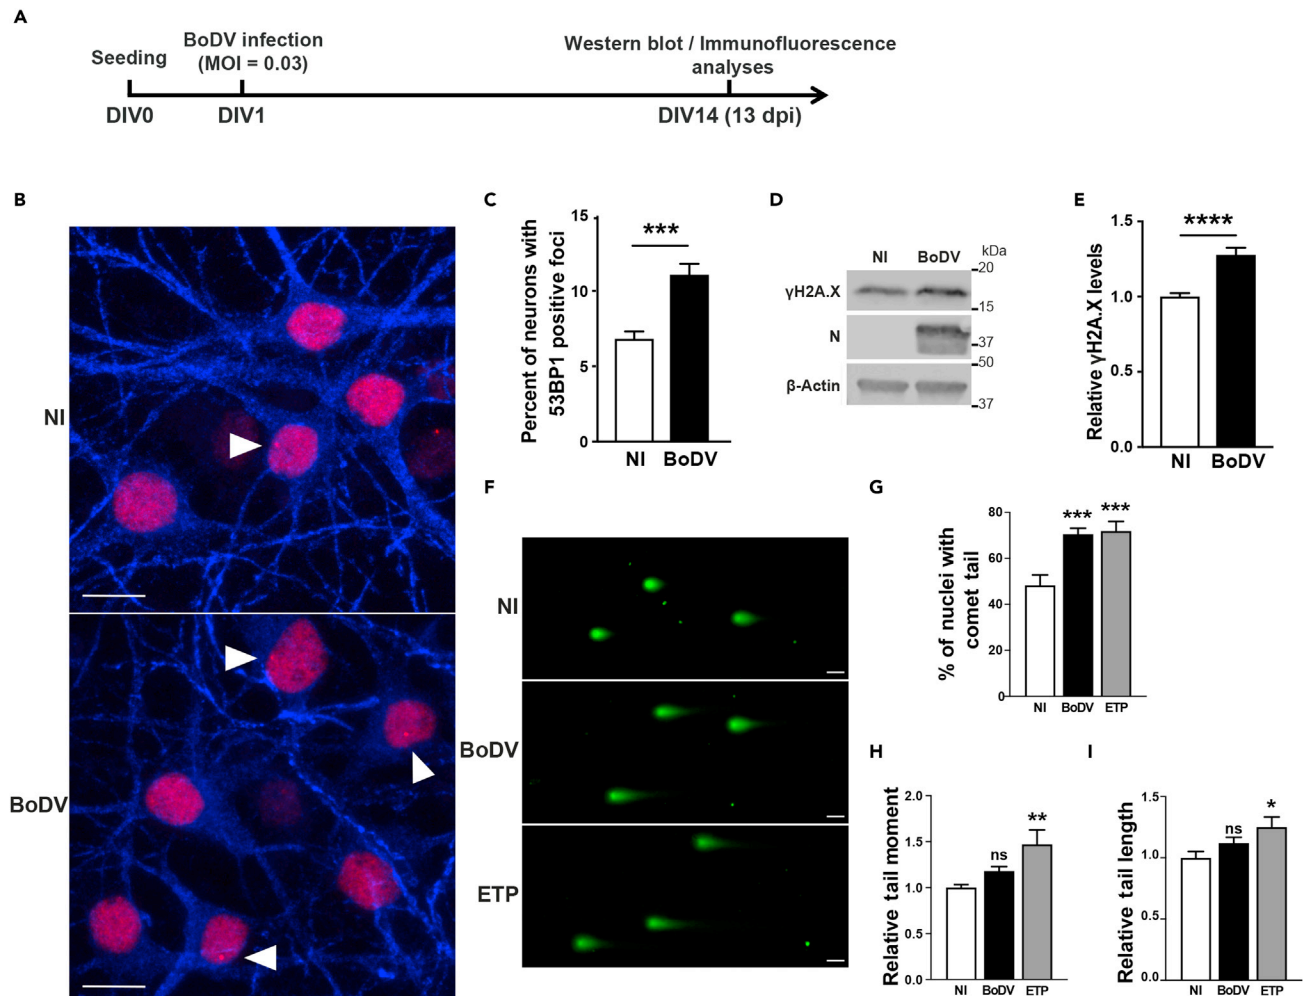 A
Seeding
BoDV infection
(MOI = 0.03)
Western blot / Immunofluorescence
analyses
DIV0
DIV1
DIV14 (13 dpi)
B
NI
BoDV
C
Percent of neurons with
53BP1 positive foci
15
10
5
0
***
NI
BoDV
D
NI
BoDV
kDa
γH2A.X
N
β-Actin
20
15
37
50
37
E
Relative γH2A.X levels
1.5
1.0
0.5
0.0
****
NI
BoDV
F
NI
BoDV
ETP
G
% of nuclei with
comet tail
80
60
40
20
0
***
***
NI
BoDV
ETP
H
Relative tail moment
2.0
1.5
1.0
0.5
0.0
ns
**
NI
BoDV
ETP
I
Relative tail length
1.5
1.0
0.5
0.0
ns
*
NI
BoDV
ETP